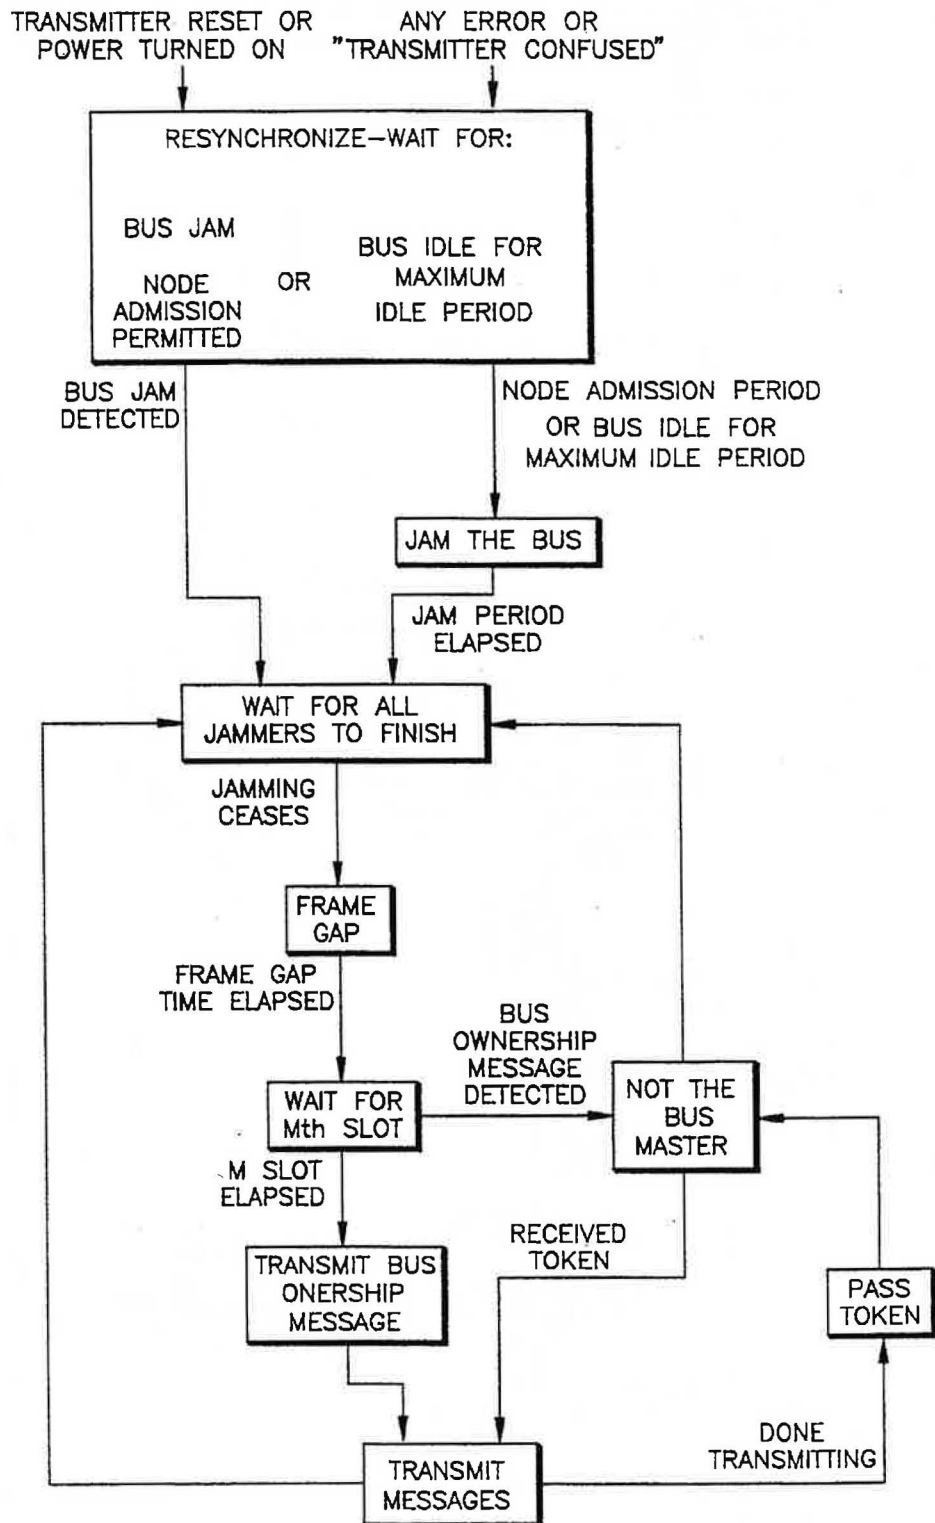 TRANSMITTER RESET OR
POWER TURNED ON
ANY ERROR OR
"TRANSMITTER CONFUSED"
RESYNCHRONIZE-WAIT FOR:
BUS JAM
NODE
ADMISSION
PERMITTED
OR
BUS IDLE FOR
MAXIMUM
IDLE PERIOD
BUS JAM
DETECTED
NODE ADMISSION PERIOD
OR BUS IDLE FOR
MAXIMUM IDLE PERIOD
JAM THE BUS
JAM PERIOD
ELAPSED
WAIT FOR ALL
JAMMERS TO FINISH
JAMMING
CEASES
FRAME
GAP
FRAME GAP
TIME ELAPSED
BUS
OWNERSHIP
MESSAGE
DETECTED
WAIT FOR
Mth SLOT
NOT THE
BUS
MASTER
M SLOT
ELAPSED
RECEIVED
TOKEN
TRANSMIT BUS
ONERSHIP
MESSAGE
PASS
TOKEN
DONE
TRANSMITTING
TRANSMIT
MESSAGES